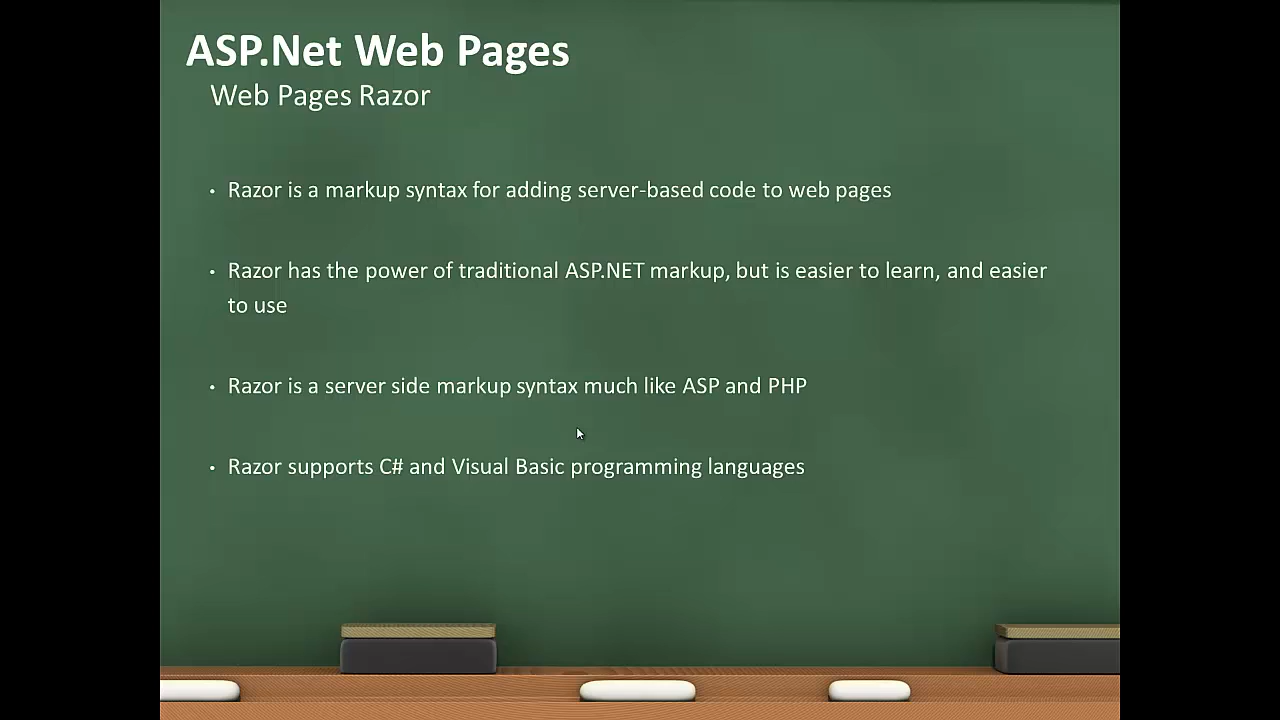 ASP.Net Web Pages
Web Pages Razor
• Razor is a markup syntax for adding server-based code to web pages
• Razor has the power of traditional ASP.NET markup, but is easier to learn, and easier
to use
• Razor is a server side markup syntax much like ASP and PHP
• Razor supports C# and Visual Basic programming languages